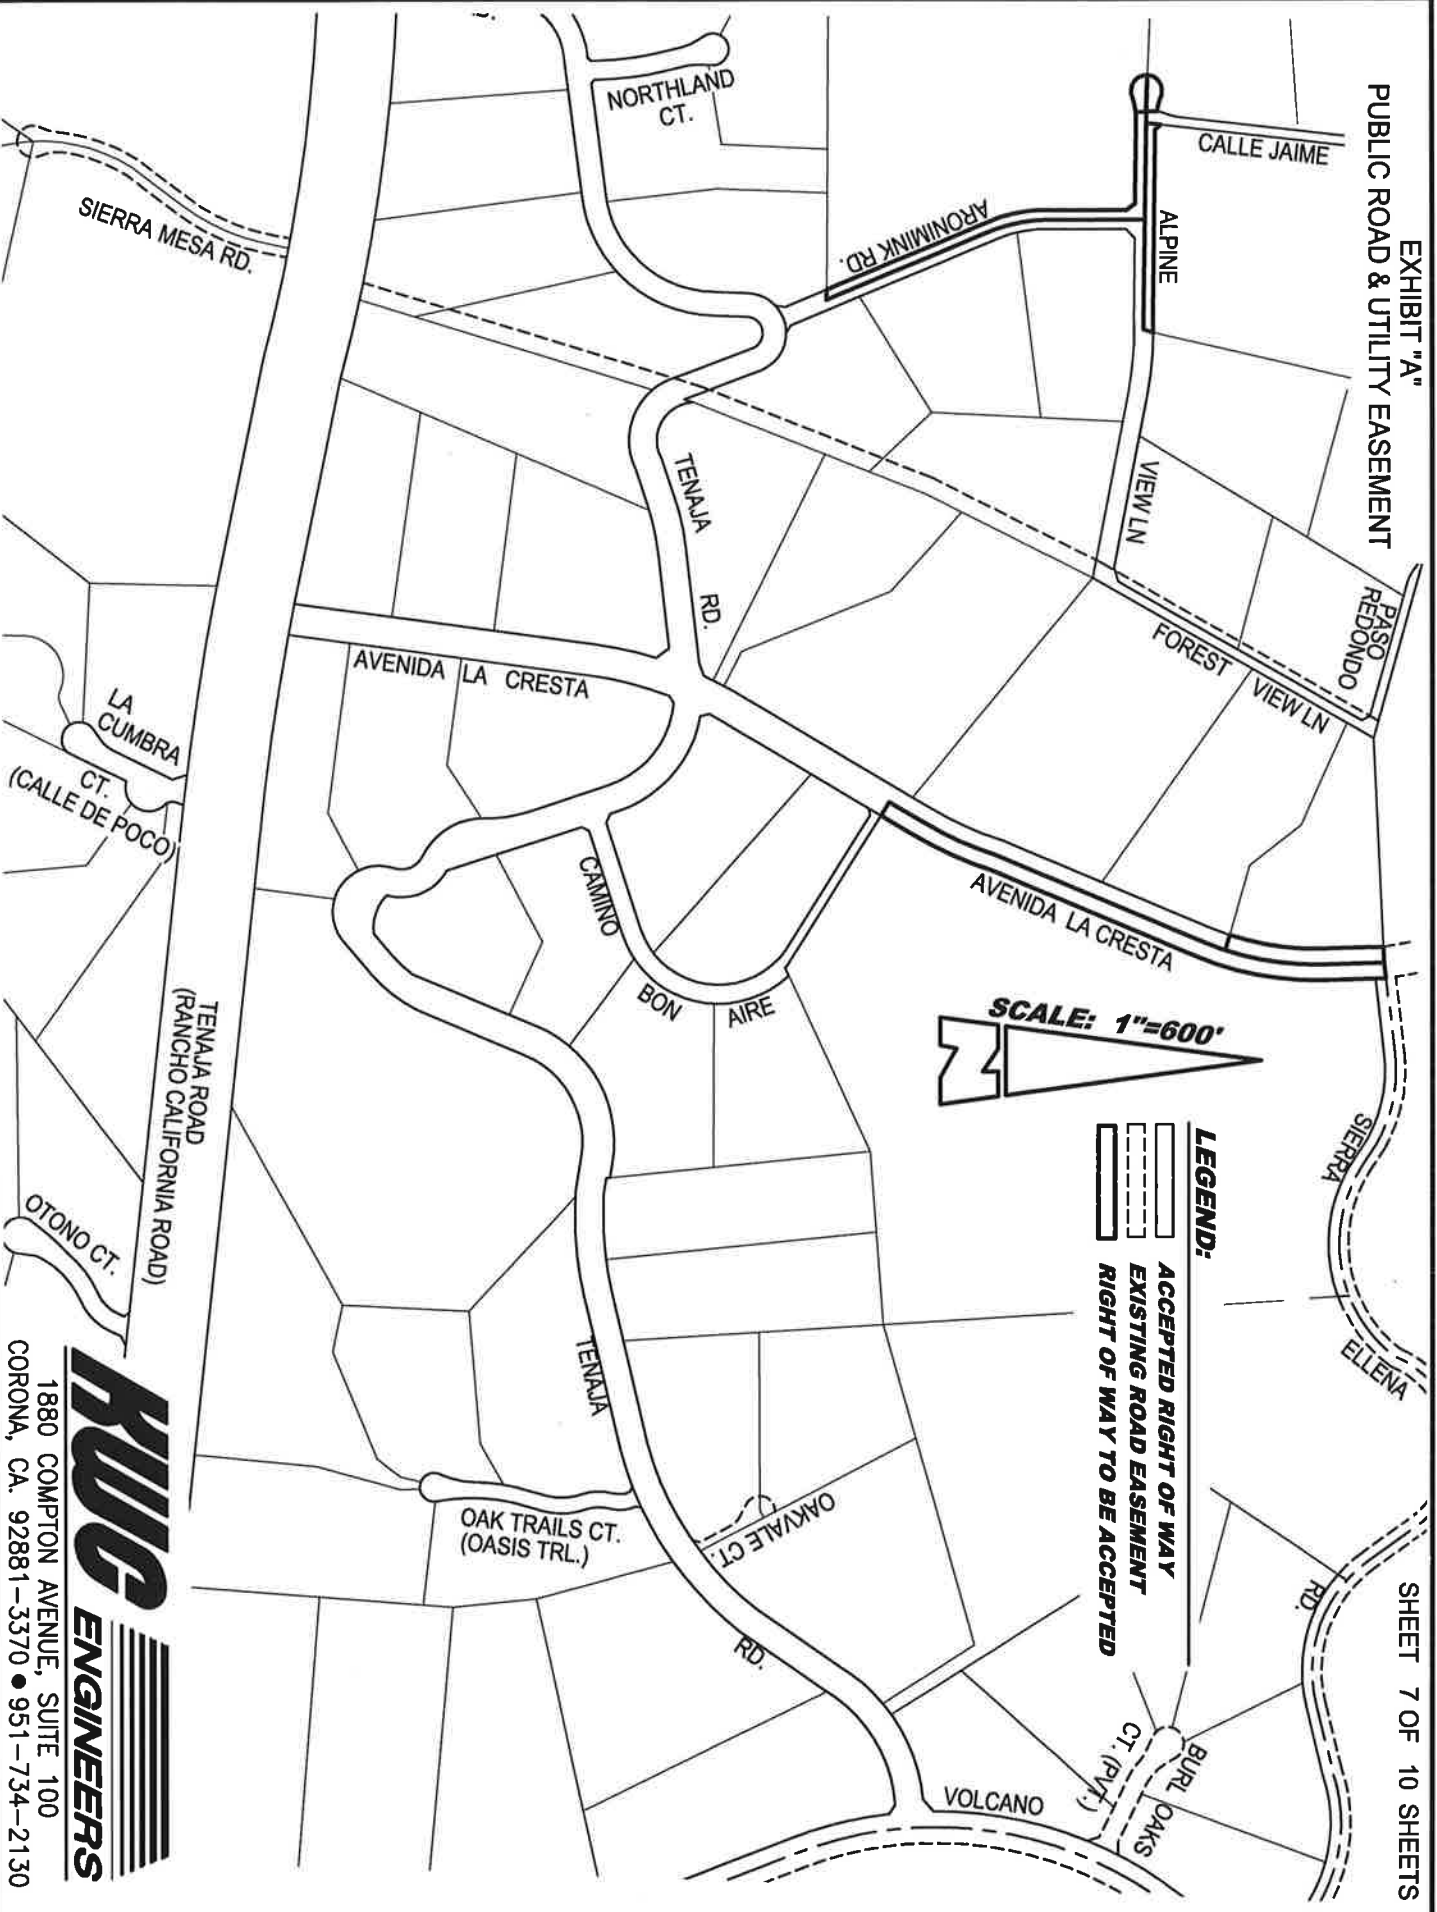 EXHIBIT "A"
PUBLIC ROAD & UTILITY EASEMENT
SHEET 7 OF 10 SHEETS
CALLE JAIME
ALPINE
VIEW LN
ARONIMINK RD.
NORTHLAND
CT.
SIERRA MESA RD.
TENAJA
RD.
PASO
REDONDO
FOREST
VIEW LN
AVENIDA LA CRESTA
AVENIDA LA CRESTA
LA
CUMBRA
CT.
(CALLE DE POCO)
CAMINO
BON
AIRE
SCALE: 1"=600'
N
SIERRA
ELLENA
RD.
LEGEND:
ACCEPTED RIGHT OF WAY
EXISTING ROAD EASEMENT
RIGHT OF WAY TO BE ACCEPTED
TENAJA ROAD
(RANCHO CALIFORNIA ROAD)
OTONO CT.
TENAJA
RD.
OAK TRAILS CT.
(OASIS TRL.)
OAKVALE CT.
VOLCANO
BURL OAKS
CT. (PVT.)
KWC ENGINEERS
1880 COMPTON AVENUE, SUITE 100
CORONA, CA. 92881-3370 ● 951-734-2130